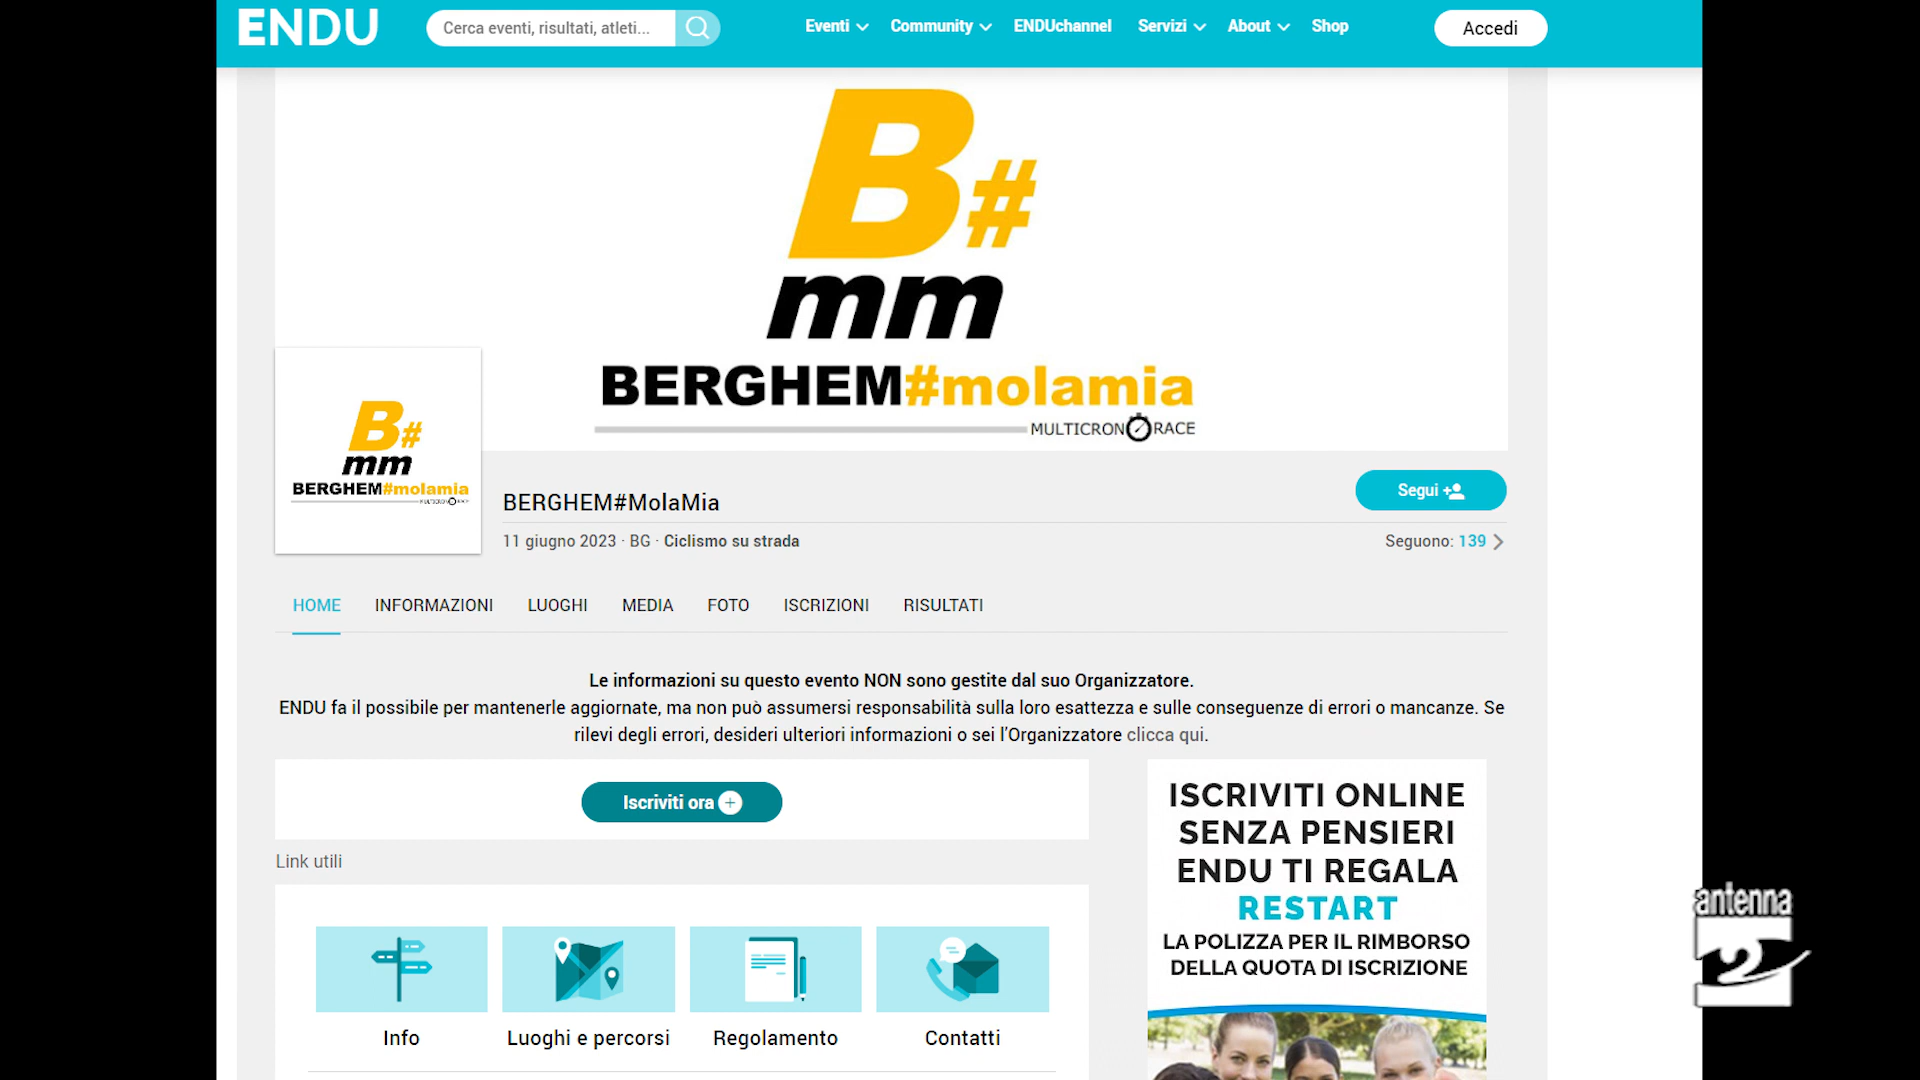 ENDU
Cerca eventi, risultati, atleti...
Eventi
Community
ENDUchannel
Servizi
About
Shop
Accedi
B#
mm
BERGHEM#molamia
MULTICRON RACE
B#
mm
BERGHEM#molamia
MULTICRON RACE
BERGHEM#MolaMia
Segui
11 giugno 2023 · BG · Ciclismo su strada
Seguono: 139
HOME
INFORMAZIONI
LUOGHI
MEDIA
FOTO
ISCRIZIONI
RISULTATI
Le informazioni su questo evento NON sono gestite dal suo Organizzatore.
ENDU fa il possibile per mantenerle aggiornate, ma non può assumersi responsabilità sulla loro esattezza e sulle conseguenze di errori o mancanze. Se
rilevi degli errori, desideri ulteriori informazioni o sei l'Organizzatore clicca qui.
Iscriviti ora
Link utili
Info
Luoghi e percorsi
Regolamento
Contatti
ISCRIVITI ONLINE
SENZA PENSIERI
ENDU TI REGALA
RESTART
LA POLIZZA PER IL RIMBORSO
DELLA QUOTA DI ISCRIZIONE
antenna
2